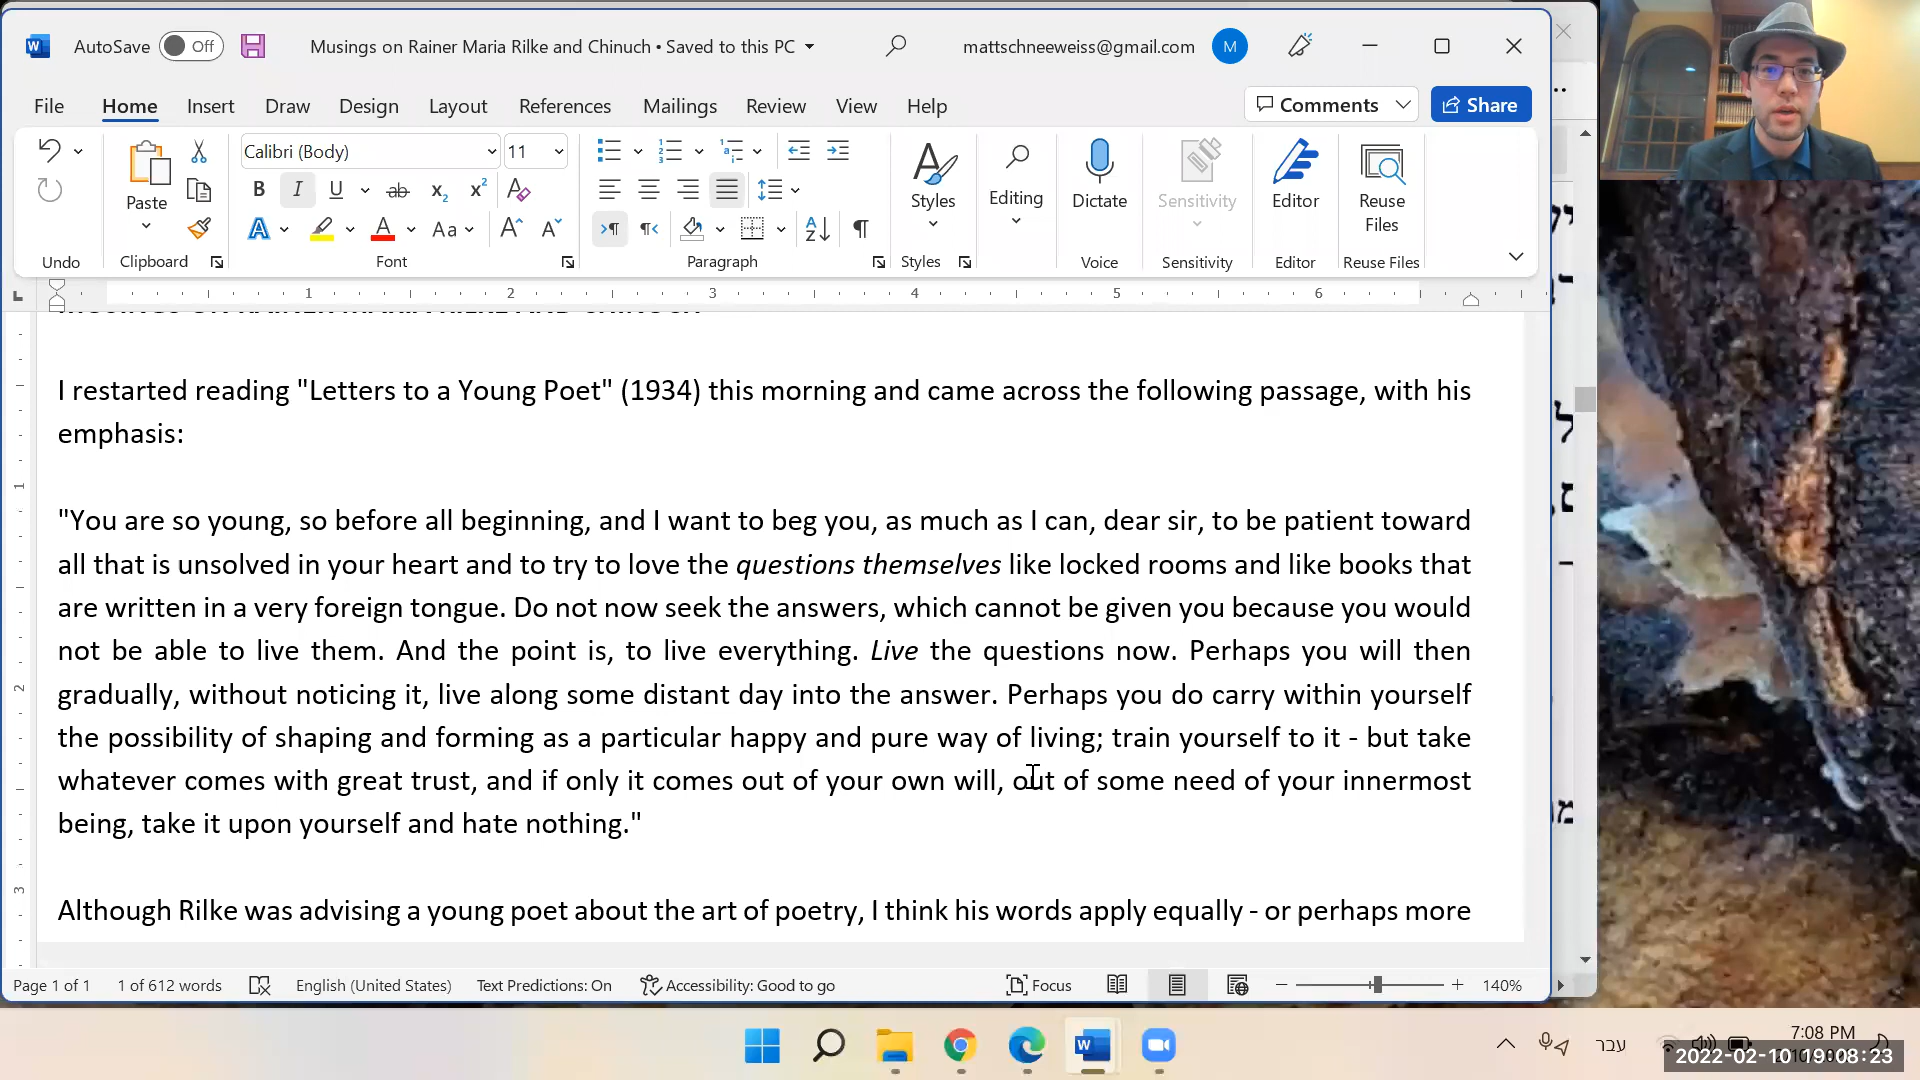 AutoSave Off Musings on Rainer Maria Rilke and Chinuch • Saved to this PC mattschneeweiss@gmail.com M
File Home Insert Draw Design Layout References Mailings Review View Help Comments Share
Calibri (Body) 11
Paste Styles Editing Dictate Sensitivity Editor Reuse Files
Undo Clipboard Font Paragraph Styles Voice Sensitivity Editor Reuse Files
1 2 3 4 5 6
MUSINGS ON RAINER MARIA RILKE AND CHINUCH
I restarted reading "Letters to a Young Poet" (1934) this morning and came across the following passage, with his
emphasis:
"You are so young, so before all beginning, and I want to beg you, as much as I can, dear sir, to be patient toward
all that is unsolved in your heart and to try to love the questions themselves like locked rooms and like books that
are written in a very foreign tongue. Do not now seek the answers, which cannot be given you because you would
not be able to live them. And the point is, to live everything. Live the questions now. Perhaps you will then
gradually, without noticing it, live along some distant day into the answer. Perhaps you do carry within yourself
the possibility of shaping and forming as a particular happy and pure way of living; train yourself to it - but take
whatever comes with great trust, and if only it comes out of your own will, out of some need of your innermost
being, take it upon yourself and hate nothing."
Although Rilke was advising a young poet about the art of poetry, I think his words apply equally - or perhaps more
Page 1 of 1 1 of 612 words English (United States) Text Predictions: On Accessibility: Good to go Focus 140%
עבר 7:08 PM
2022-02-10 19:08:23